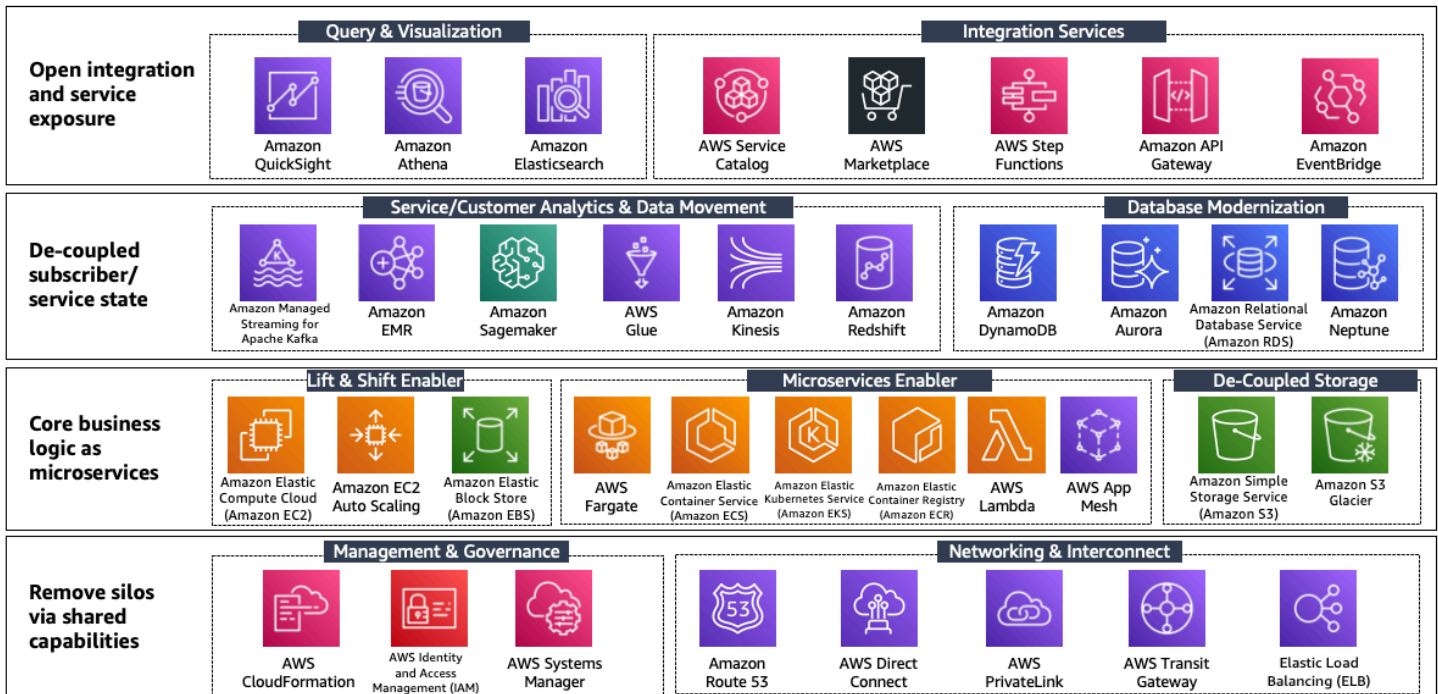 Open integration
and service
exposure
Query & Visualization
Amazon
QuickSight
Amazon
Athena
Amazon
Elasticsearch
Integration Services
AWS Service
Catalog
AWS
Marketplace
AWS Step
Functions
Amazon API
Gateway
Amazon
EventBridge
De-coupled
subscriber/
service state
Service/Customer Analytics & Data Movement
K
Amazon Managed
Streaming for
Apache Kafka
Amazon
EMR
Amazon
Sagemaker
AWS
Glue
Amazon
Kinesis
Amazon
Redshift
Database Modernization
Amazon
DynamoDB
Amazon
Aurora
Amazon Relational
Database Service
(Amazon RDS)
Amazon
Neptune
Core business
logic as
microservices
Lift & Shift Enabler
Amazon Elastic
Compute Cloud
(Amazon EC2)
Amazon EC2
Auto Scaling
Amazon Elastic
Block Store
(Amazon EBS)
Microservices Enabler
AWS
Fargate
Amazon Elastic
Container Service
(Amazon ECS)
K
Amazon Elastic
Kubernetes Service
(Amazon EKS)
Amazon Elastic
Container Registry
(Amazon ECR)
AWS
Lambda
AWS App
Mesh
De-Coupled Storage
Amazon Simple
Storage Service
(Amazon S3)
Amazon S3
Glacier
Remove silos
via shared
capabilities
Management & Governance
AWS
CloudFormation
AWS Identity
and Access
Management (IAM)
AWS Systems
Manager
Networking & Interconnect
53
Amazon
Route 53
AWS Direct
Connect
AWS
PrivateLink
AWS Transit
Gateway
Elastic Load
Balancing (ELB)